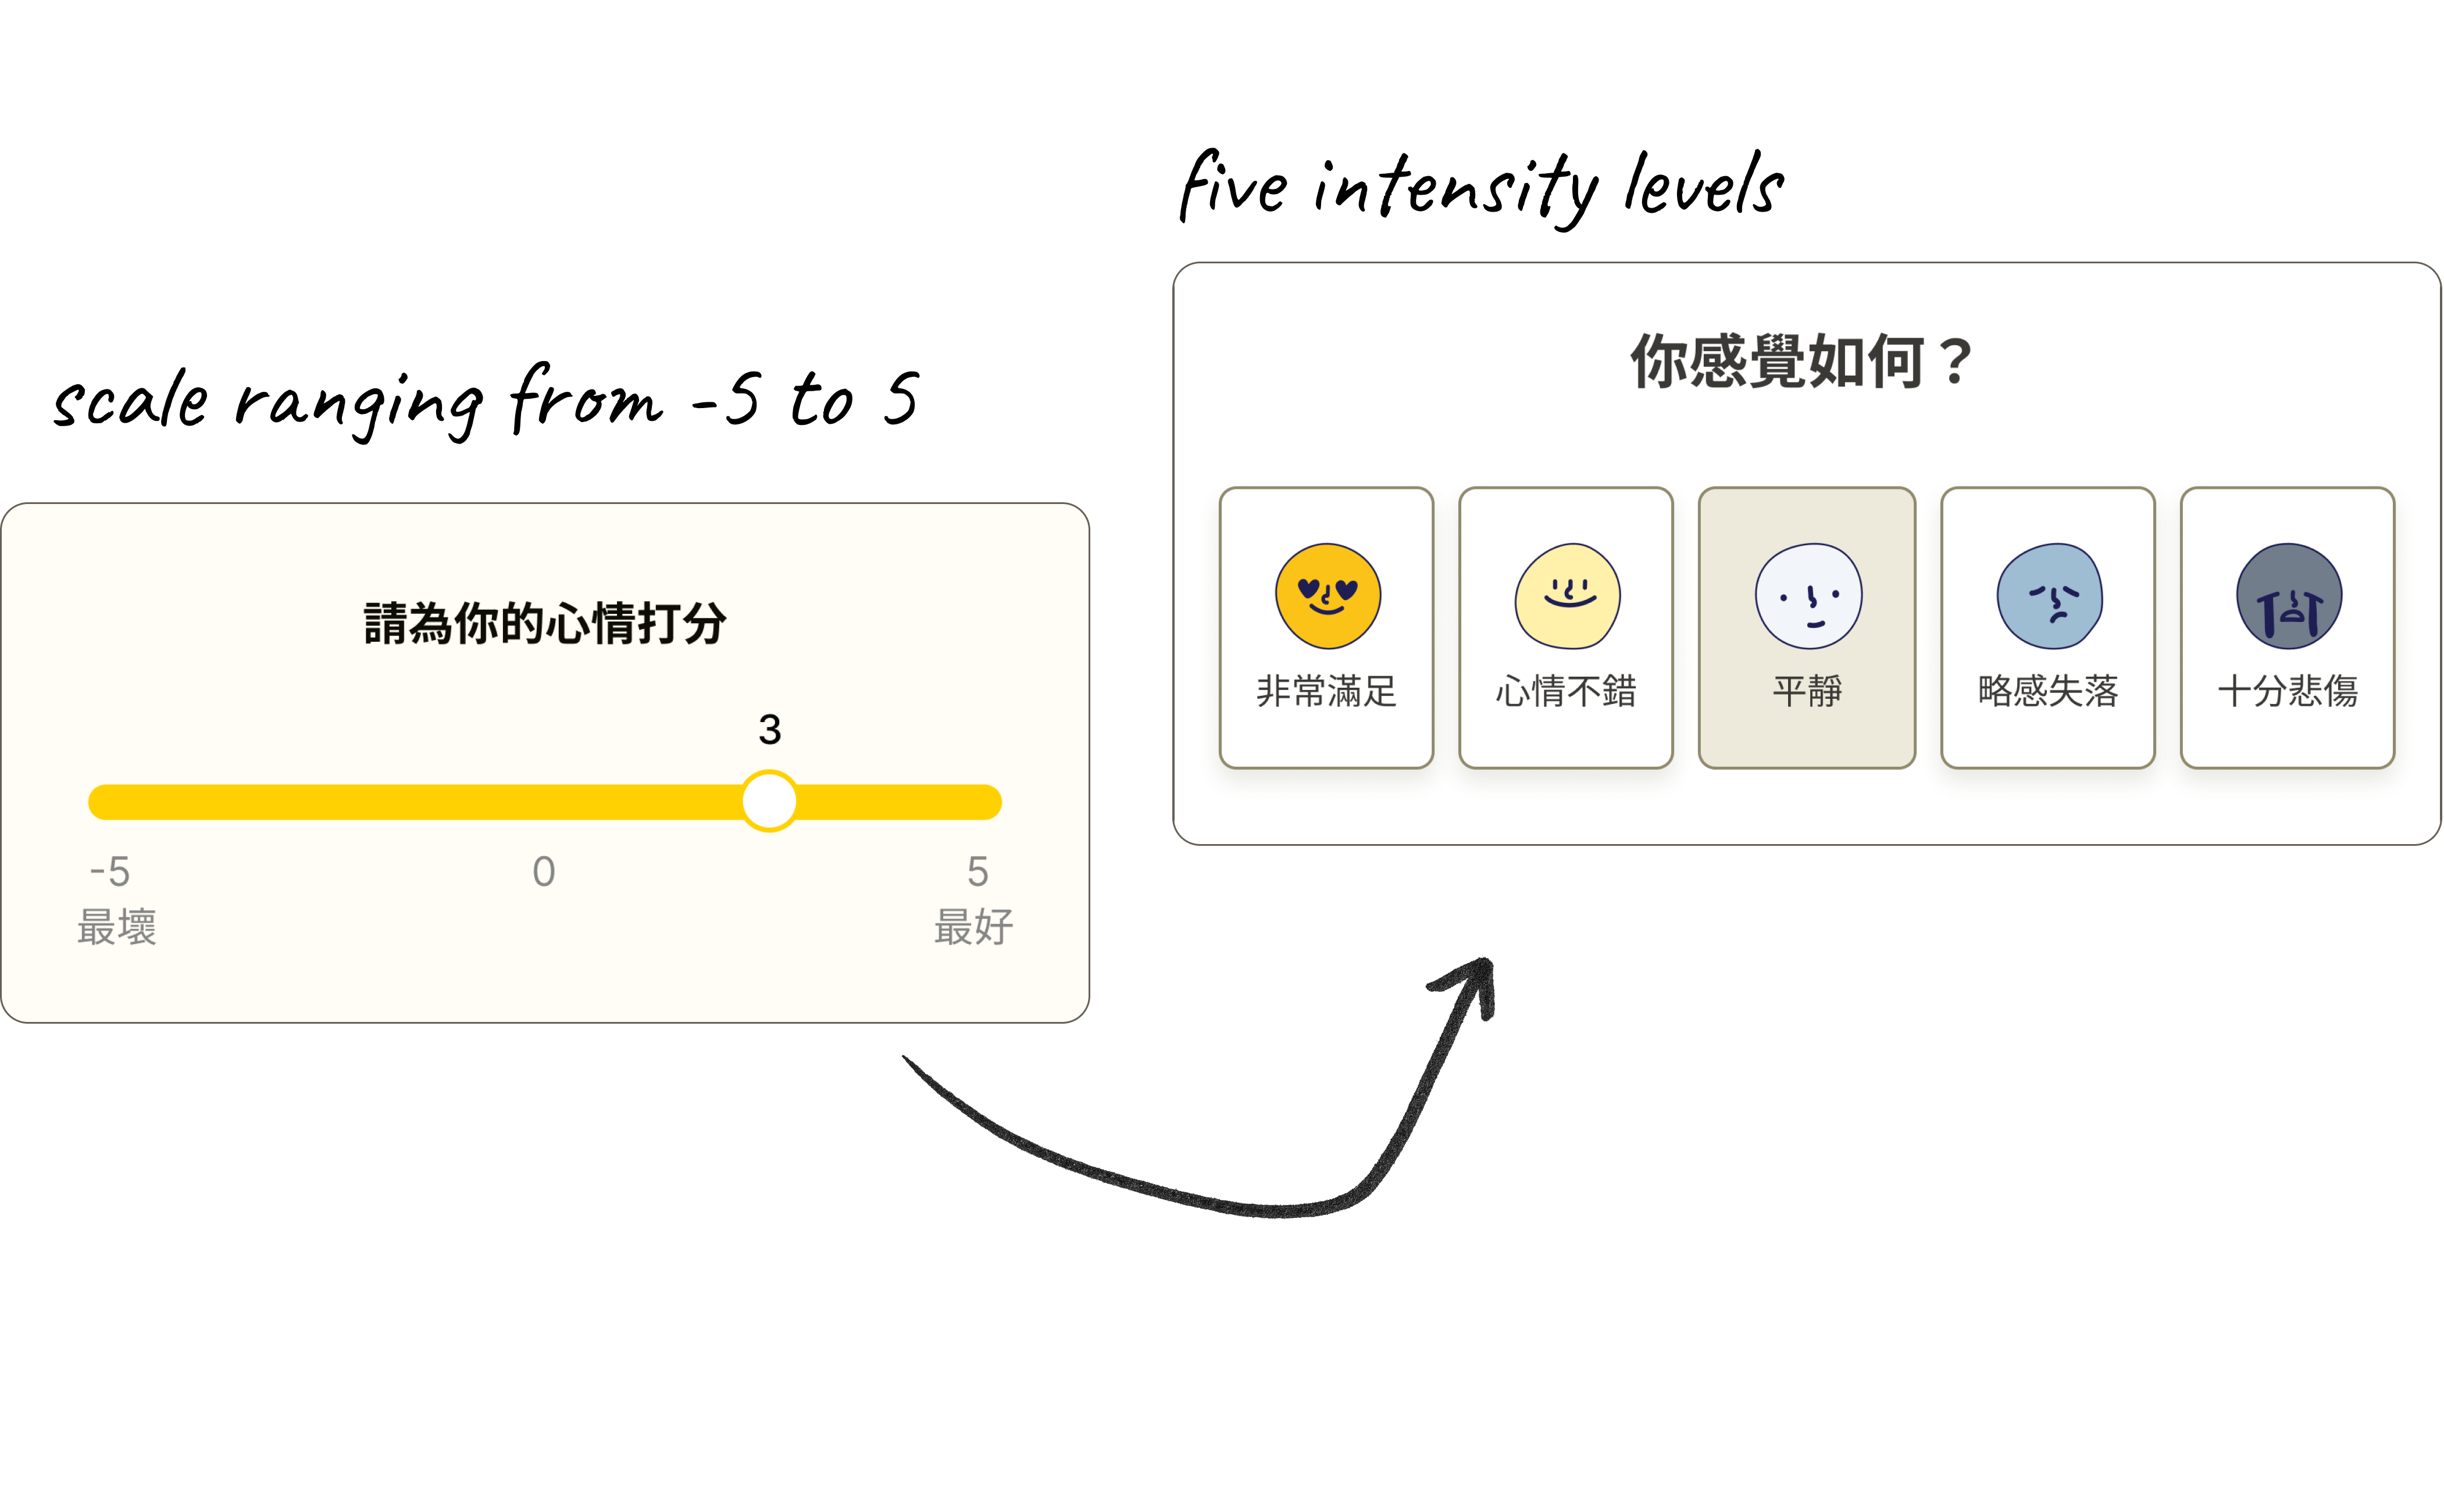 scale ranging from -5 to 5
請為你的心情打分
3
-5 0 5
最壞 最好
five intensity levels
你感覺如何？
非常滿足 心情不錯 平靜 略感失落 十分悲傷